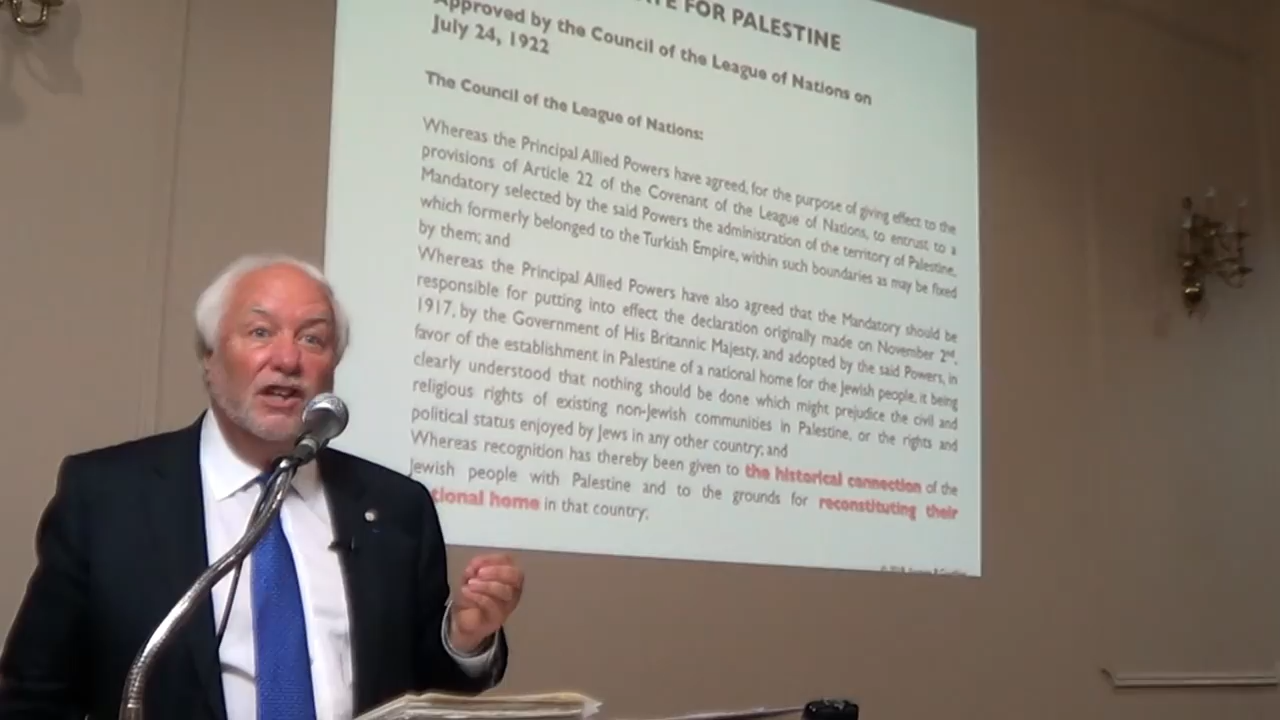 TE FOR PALESTINE
Approved by the Council of the League of Nations on
July 24, 1922
The Council of the League of Nations:
Whereas the Principal Allied Powers have agreed, for the purpose of giving effect to the
provisions of Article 22 of the Covenant of the League of Nations, to entrust to a
Mandatory selected by the said Powers the administration of the territory of Palestine,
which formerly belonged to the Turkish Empire, within such boundaries as may be fixed
by them; and
Whereas the Principal Allied Powers have also agreed that the Mandatory should be
responsible for putting into effect the declaration originally made on November 2nd,
1917, by the Government of His Britannic Majesty, and adopted by the said Powers, in
favor of the establishment in Palestine of a national home for the Jewish people, it being
clearly understood that nothing should be done which might prejudice the civil and
religious rights of existing non-Jewish communities in Palestine, or the rights and
political status enjoyed by Jews in any other country; and
Whereas recognition has thereby been given to the historical connection of the
Jewish people with Palestine and to the grounds for reconstituting their
tional home in that country;